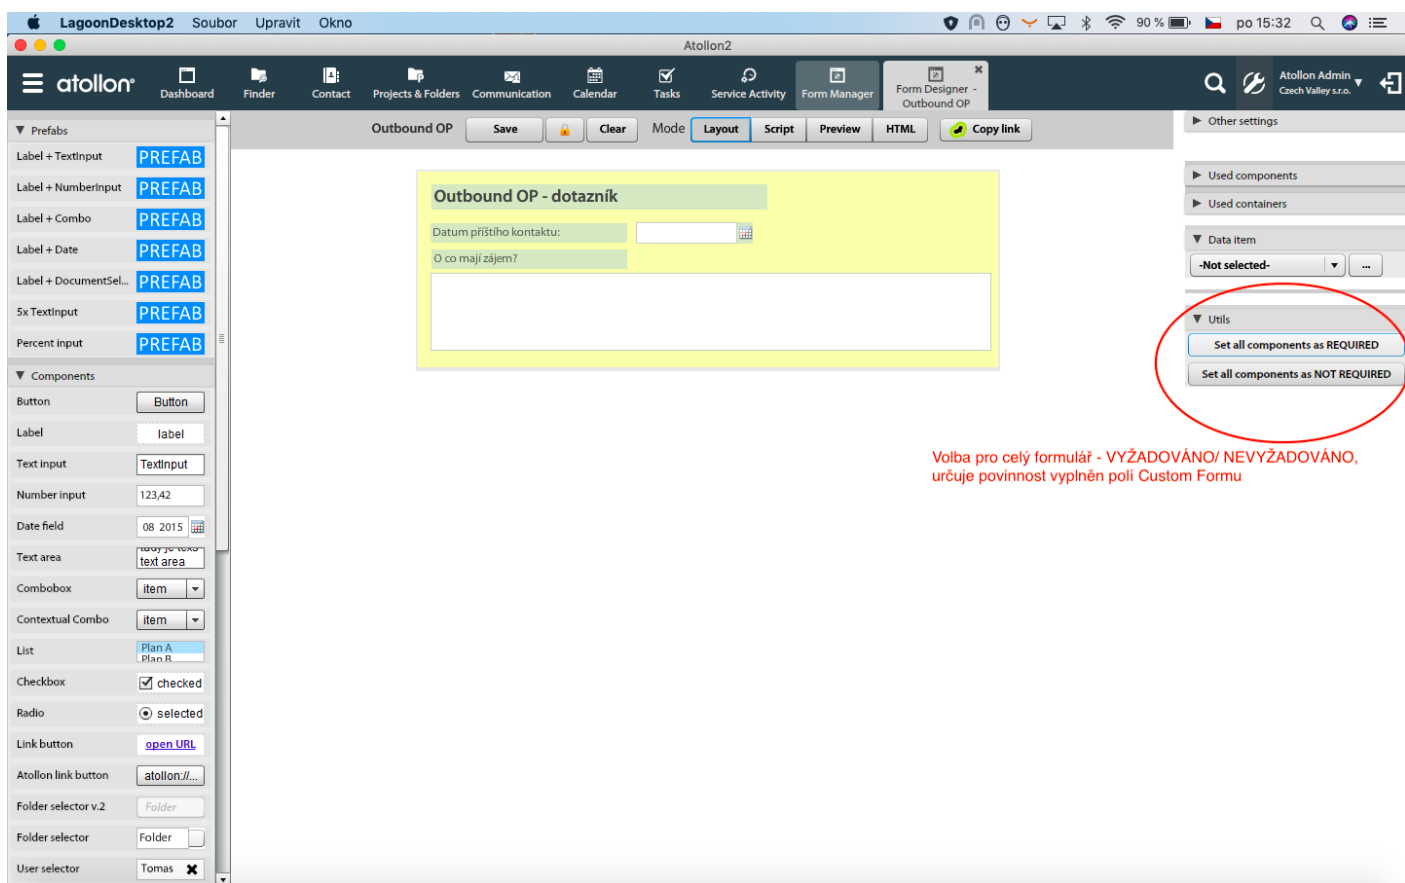 LagoonDesktop2 Soubor Upravit Okno 90 % po 15:32
Atollon2
atollon
Dashboard Finder Contact Projects & Folders Communication Calendar Tasks Service Activity Form Manager
Form Designer -
Outbound OP
Atollon Admin
Czech Valley s.r.o.
Outbound OP Save Clear Mode Layout Script Preview HTML Copy link
Prefabs
Label + TextInput PREFAB
Label + NumberInput PREFAB
Label + Combo PREFAB
Label + Date PREFAB
Label + DocumentSel... PREFAB
5x TextInput PREFAB
Percent input PREFAB
Components
Button Button
Label label
Text input TextInput
Number input 123,42
Date field 08 2015
Text area text area
Combobox item
Contextual Combo item
List Plan A
Plan B
Checkbox checked
Radio selected
Link button open URL
Atollon link button atollon://...
Folder selector v.2 Folder
Folder selector Folder
User selector Tomas
Outbound OP - dotazník
Datum příštího kontaktu:
O co mají zájem?
Other settings
Used components
Used containers
Data item
-Not selected- ...
Utils
Set all components as REQUIRED
Set all components as NOT REQUIRED
Volba pro celý formulář - VYŽADOVÁNO/ NEVYŽADOVÁNO,
určuje povinnost vyplněn polí Custom Formu